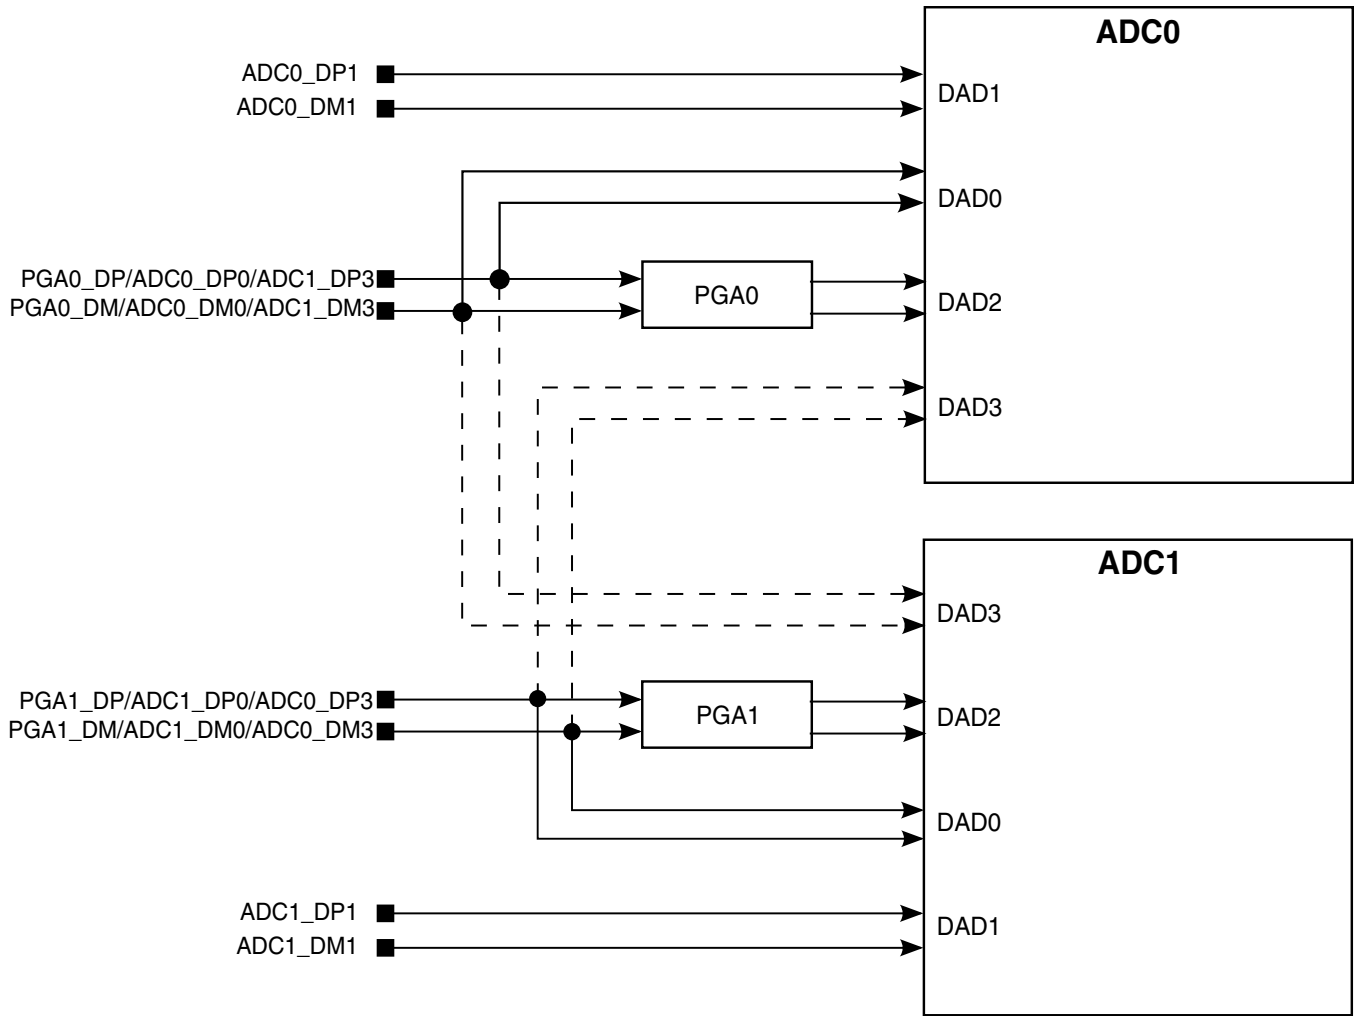 ADC0
ADC0_DP1
DAD1
ADC0_DM1
DAD0
PGA0_DP/ADC0_DP0/ADC1_DP3
PGA0
DAD2
PGA0_DM/ADC0_DM0/ADC1_DM3
DAD3
ADC1
DAD3
PGA1_DP/ADC1_DP0/ADC0_DP3
PGA1
DAD2
PGA1_DM/ADC1_DM0/ADC0_DM3
DAD0
ADC1_DP1
DAD1
ADC1_DM1